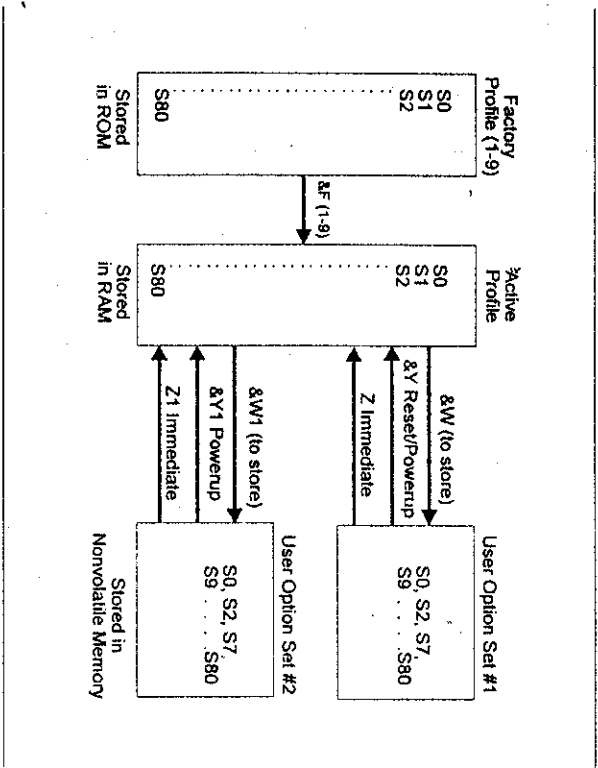 Factory
Profile (1-9)
S0
S1
S2
S80
Stored
in ROM
&F (1-9)
Active
Profile
S0
S1
S2
S80
Stored
in RAM
&W (to store)
&Y Reset/Powerup
Z Immediate
&W1 (to store)
&Y1 Powerup
Z1 Immediate
User Option Set #1
S0, S2, S7,
S9 . . . .S80
User Option Set #2
S0, S2, S7,
S9 . . . .S80
Stored in
Nonvolatile Memory